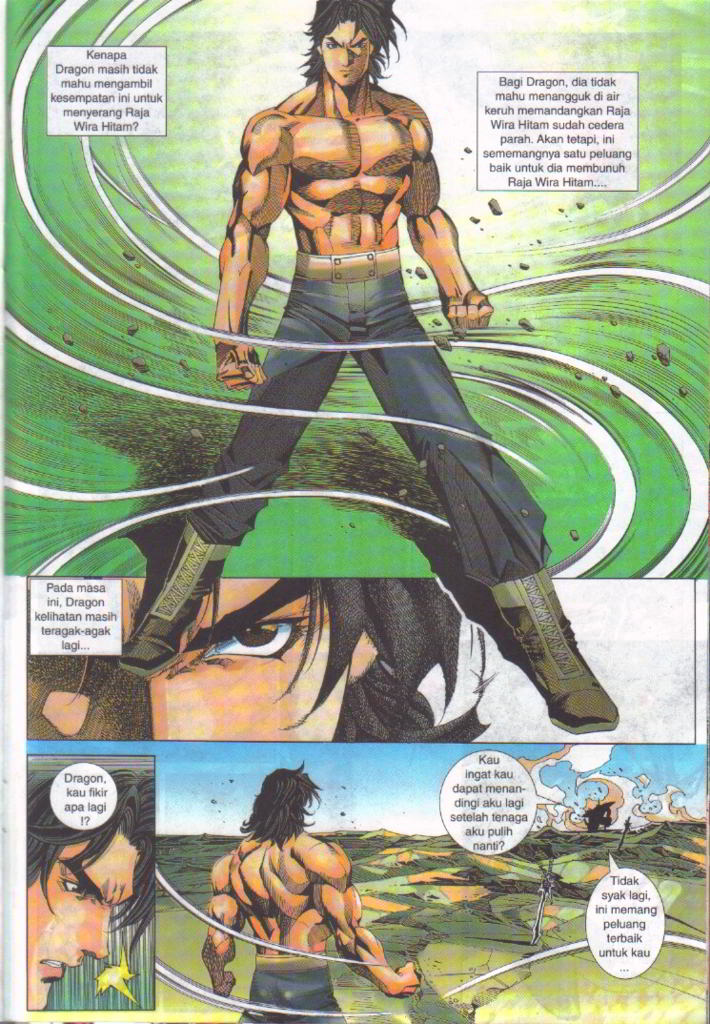 Kenapa
Dragon masih tidak
mahu mengambil
kesempatan ini untuk
menyerang Raja
Wira Hitam?
Bagi Dragon, dia tidak
mahu menangguk di air
keruh memandangkan Raja
Wira Hitam sudah cedera
parah. Akan tetapi, ini
sememangnya satu peluang
baik untuk dia membunuh
Raja Wira Hitam....
Pada masa
ini, Dragon
kelihatan masih
teragak-agak
lagi...
Dragon,
kau fikir
apa lagi
!?
Kau
ingat kau
dapat menan-
dingi aku lagi
setelah tenaga
aku pulih
nanti?
Tidak
syak lagi,
ini memang
peluang
terbaik
untuk kau
...